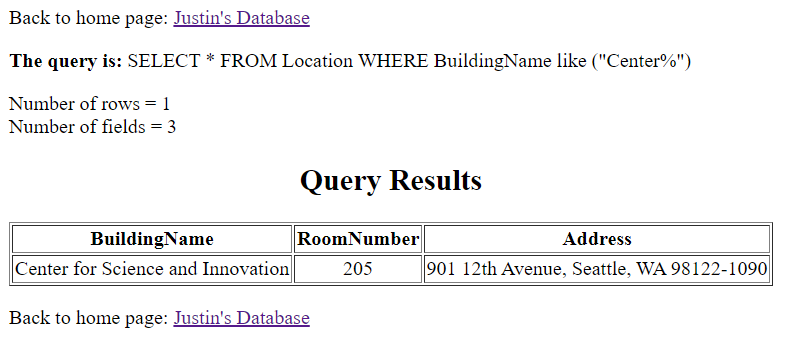 Back to home page: Justin's Database
The query is: SELECT * FROM Location WHERE BuildingName like ("Center%")
Number of rows = 1
Number of fields = 3
Query Results
BuildingName RoomNumber Address
Center for Science and Innovation 205 901 12th Avenue, Seattle, WA 98122-1090
Back to home page: Justin's Database